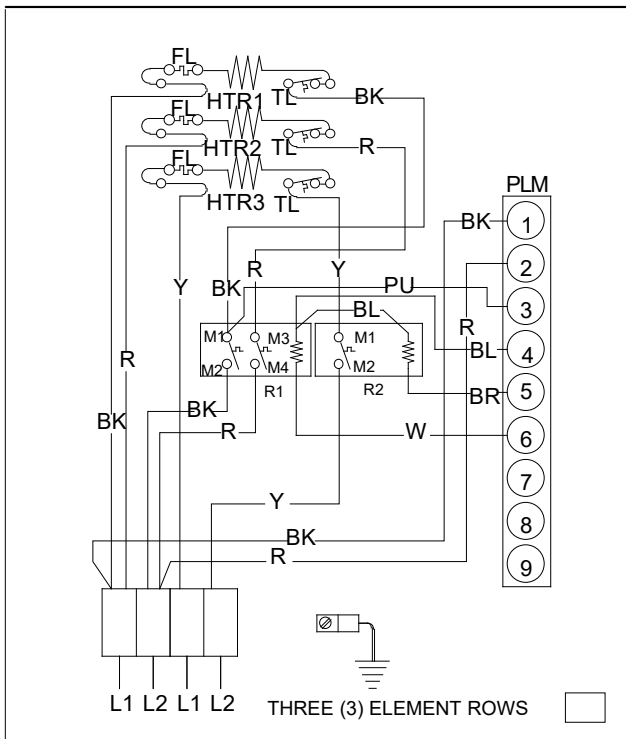 FL
HTR1 TL BK
FL
HTR2 TL R
FL
HTR3 TL
PLM
BK 1
2
Y BK R Y PU R 3
BL
M1 M3 M1
BL 4
M2 M4 M2
R1 R2
BR 5
R
BK
BK R W 6
7
Y
8
BK
R 9
L1 L2 L1 L2
THREE (3) ELEMENT ROWS